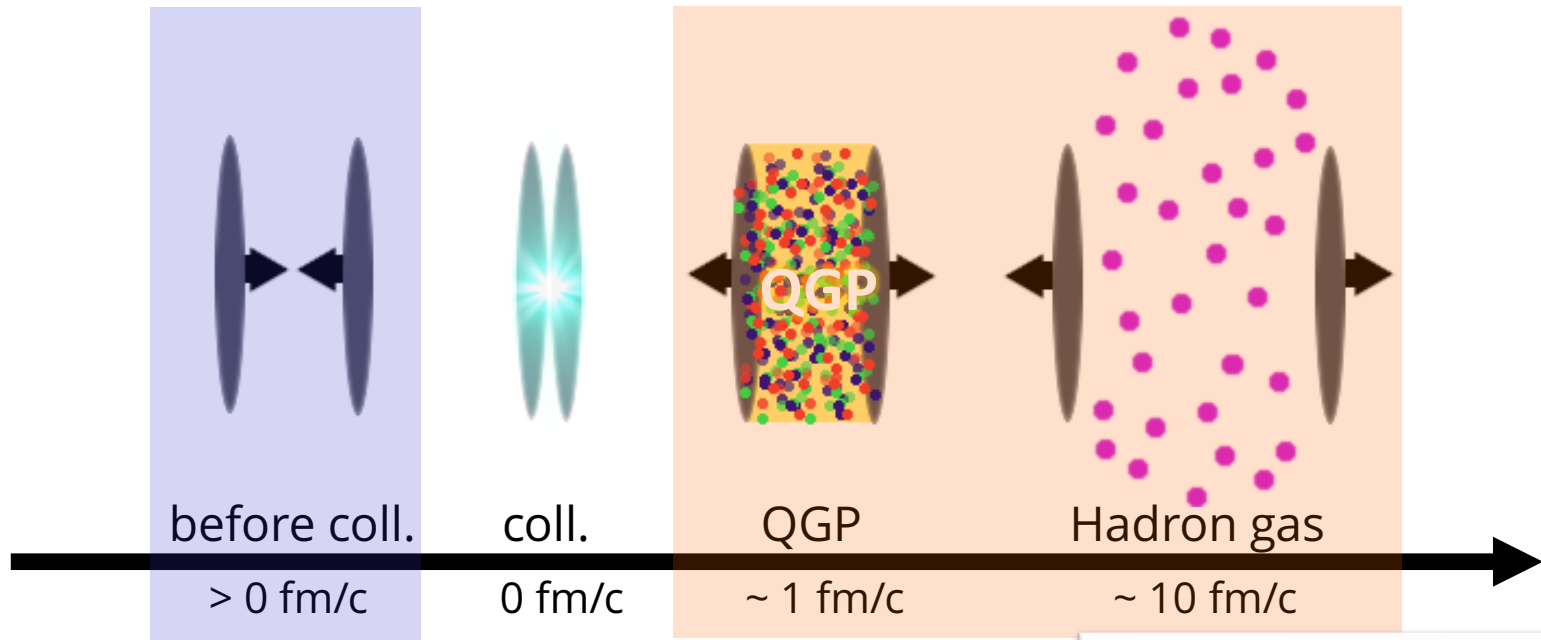 QGP
before coll.
coll.
QGP
Hadron gas
> 0 fm/c
0 fm/c
~ 1 fm/c
~ 10 fm/c